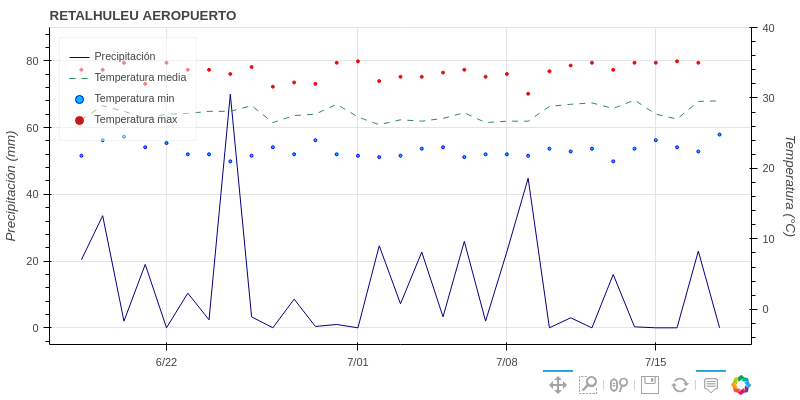 RETALHULEU AEROPUERTO
Precipitación
Temperatura media
Temperatura min
Temperatura max
Precipitación (mm)
80
60
40
20
0
Temperatura (°C)
40
30
20
10
0
6/22
7/01
7/08
7/15